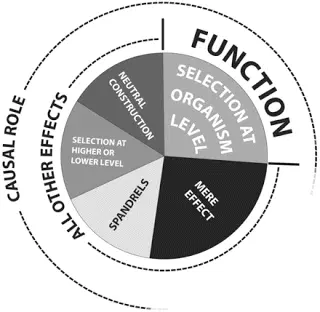 FUNCTION
SELECTION AT
ORGANISM
LEVEL
MERE
EFFECT
SPANDRELS
SELECTION AT
HIGHER OR
LOWER LEVEL
NEUTRAL
CONSTRUCTION
ALL OTHER EFFECTS
CAUSAL ROLE